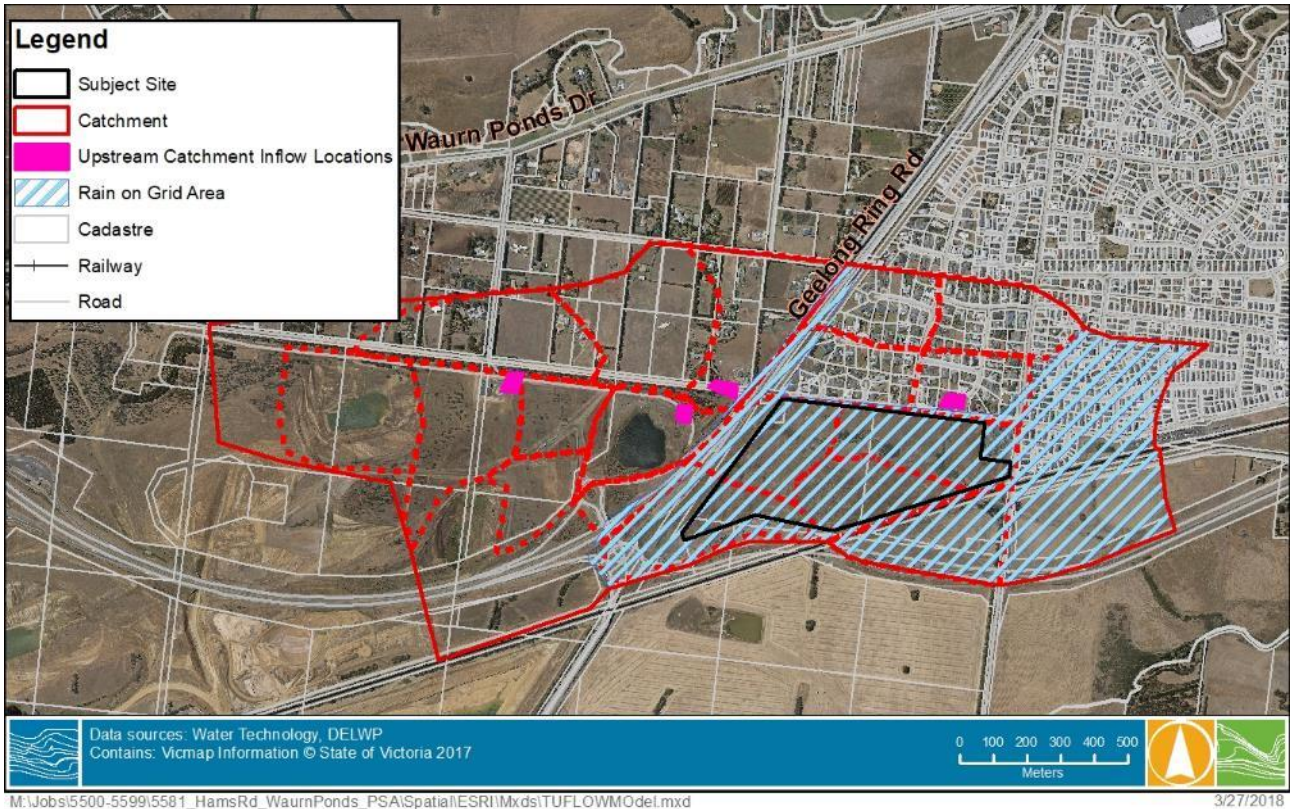 Legend
Subject Site
Catchment
Upstream Catchment Inflow Locations
Rain on Grid Area
Cadastre
Railway
Road
Waurn Ponds Dr
Geelong Ring Rd
Data sources: Water Technology, DELWP
Contains: Vicmap Information © State of Victoria 2017
0 100 200 300 400 500
Meters
M:\Jobs\5500-5599\5581_HamsRd_WaurnPonds_PSA\Spatial\ESRI\Mxds\TUFLOWMOdel.mxd
3/27/2018